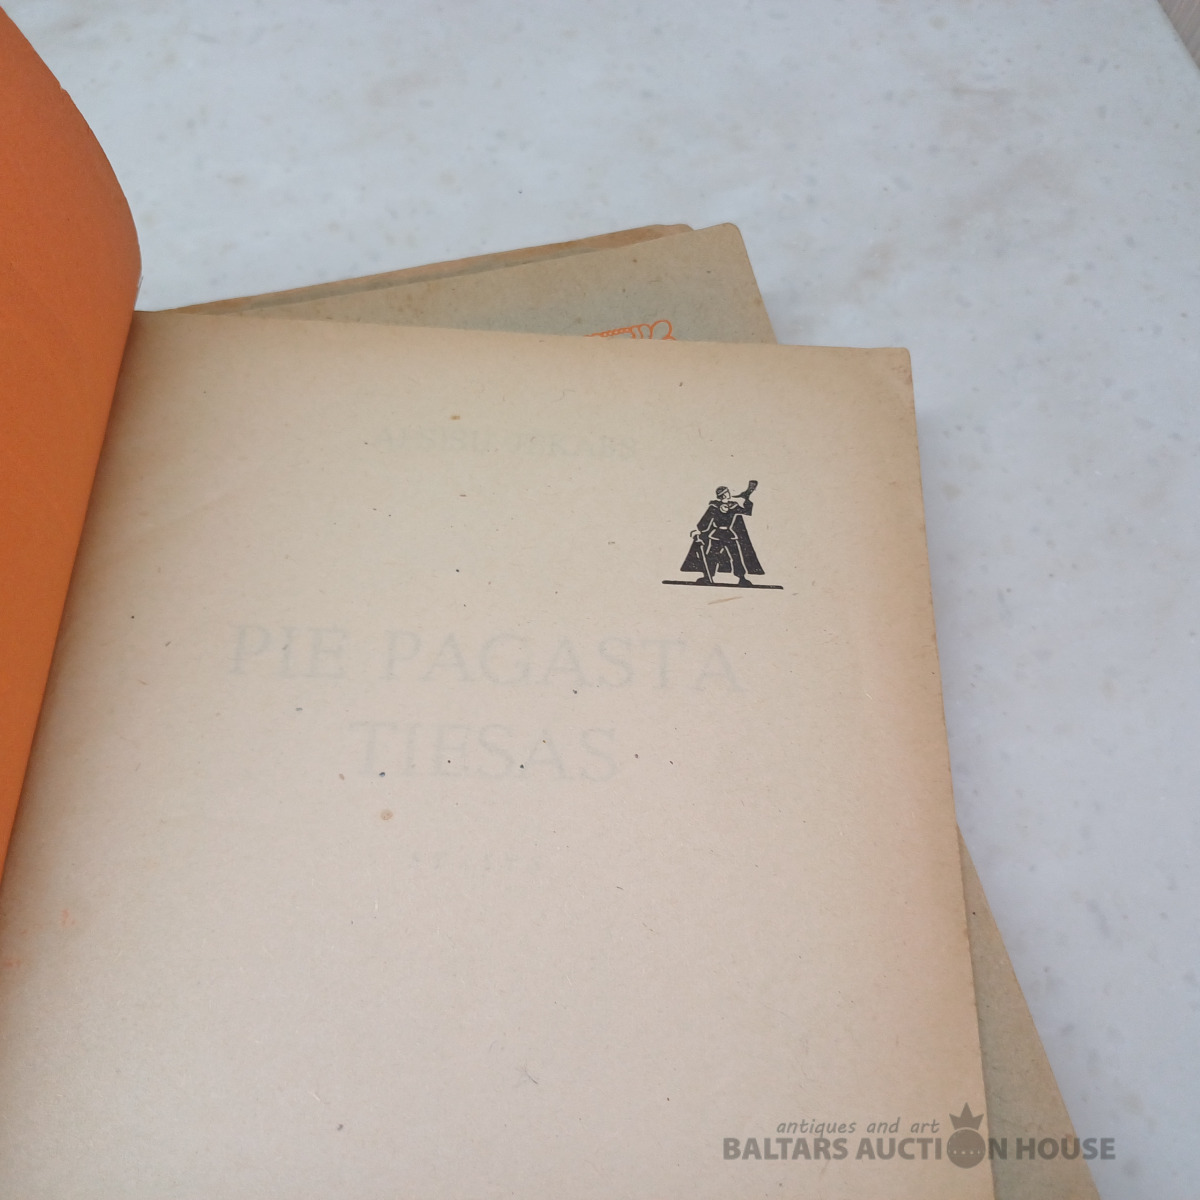 PIE PAGASTA
TIESAS
antiques and art
BALTARS AUCTION HOUSE